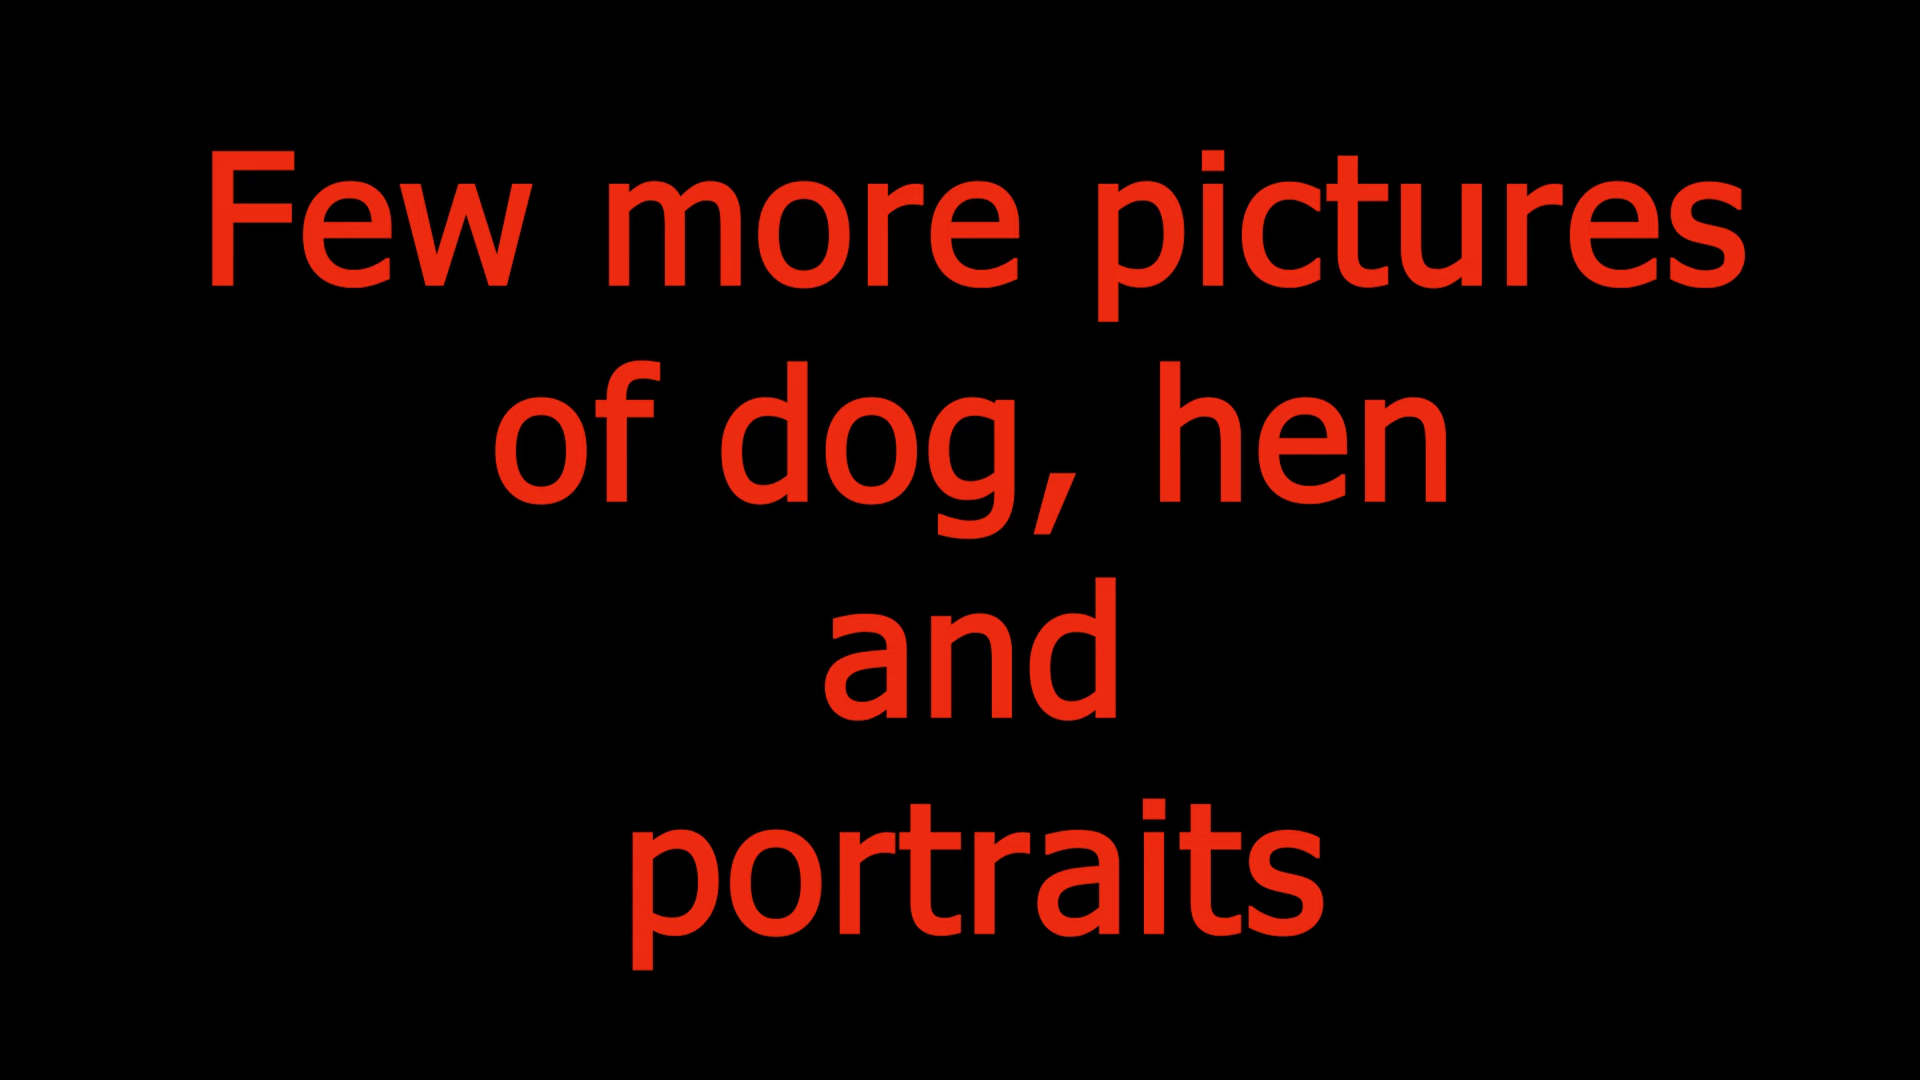 Few more pictures
of dog, hen
and
portraits